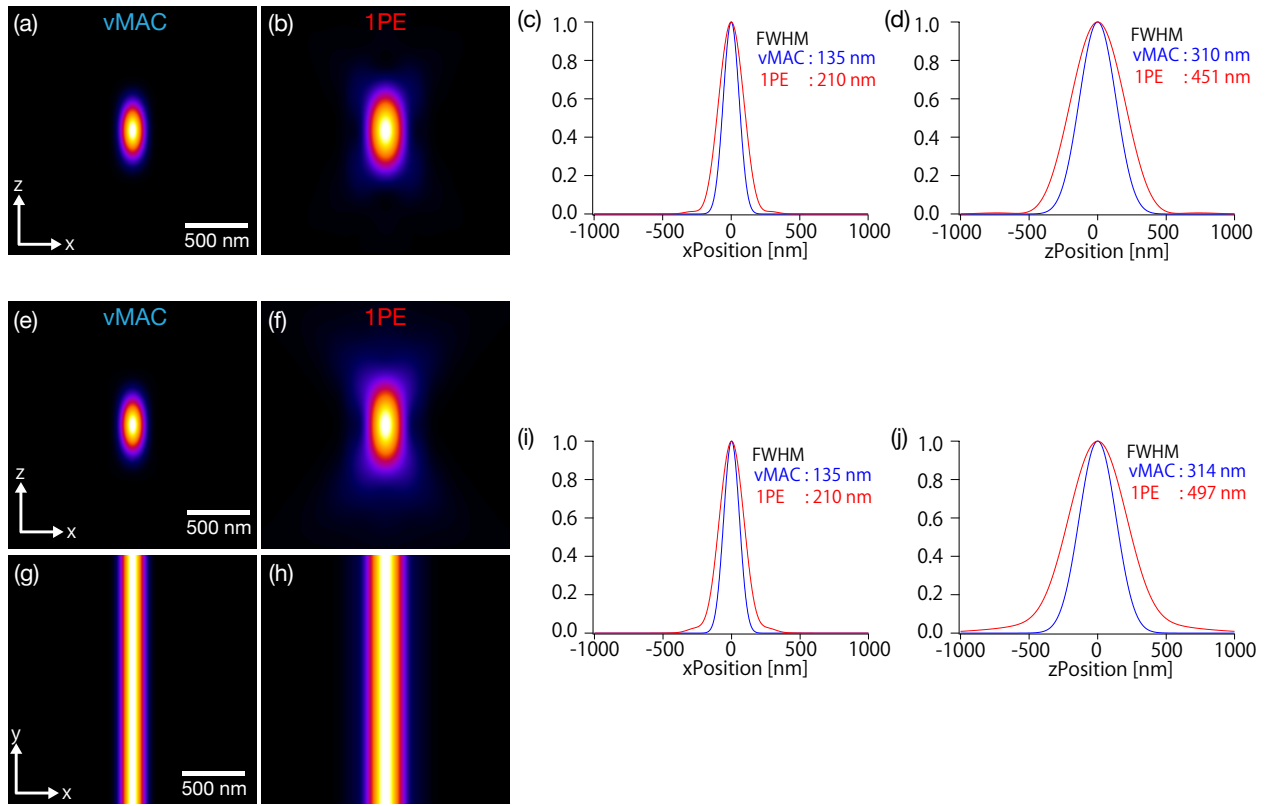 (a)
vMAC
z
x
500 nm
(b)
1PE
(c)
1.0
0.8
0.6
0.4
0.2
0.0
FWHM
vMAC : 135 nm
1PE : 210 nm
-1000
-500
0
500
1000
xPosition [nm]
(d)
1.0
0.8
0.6
0.4
0.2
0.0
FWHM
vMAC : 310 nm
1PE : 451 nm
-1000
-500
0
500
1000
zPosition [nm]
(e)
vMAC
z
x
500 nm
(f)
1PE
(g)
y
x
500 nm
(h)
(i)
1.0
0.8
0.6
0.4
0.2
0.0
FWHM
vMAC : 135 nm
1PE : 210 nm
-1000
-500
0
500
1000
xPosition [nm]
(j)
1.0
0.8
0.6
0.4
0.2
0.0
FWHM
vMAC : 314 nm
1PE : 497 nm
-1000
-500
0
500
1000
zPosition [nm]